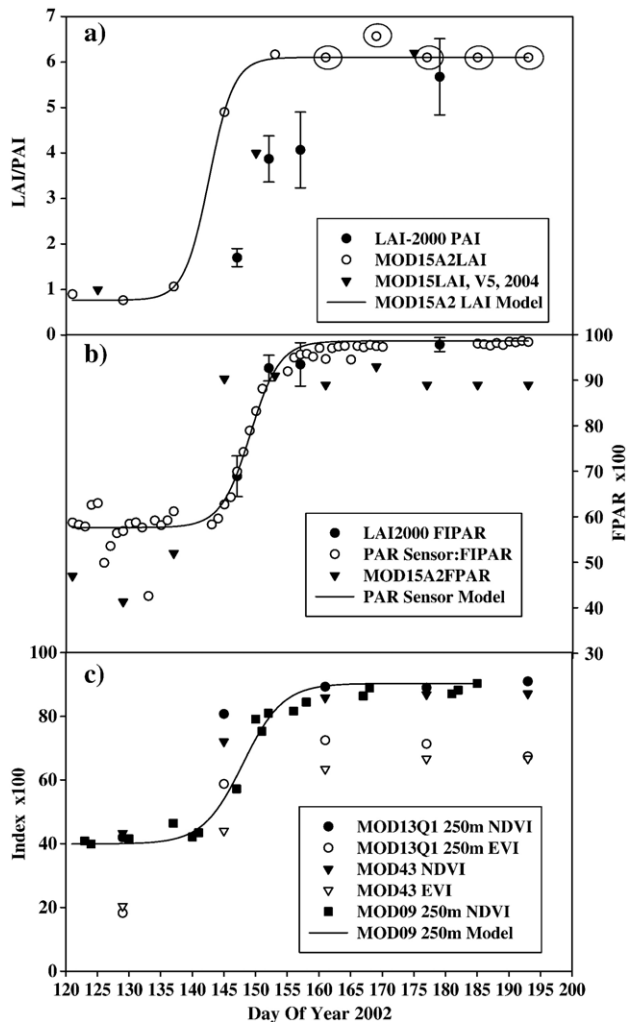 a)
7
6
5
4
3
2
1
0
LAI/PAI
LAI-2000 PAI
MOD15A2LAI
MOD15LAI, V5, 2004
MOD15A2 LAI Model
b)
100
90
80
70
60
50
40
30
FPAR x100
LAI2000 FIPAR
PAR Sensor:FIPAR
MOD15A2FPAR
PAR Sensor Model
c)
100
80
60
40
20
0
Index x100
MOD13Q1 250m NDVI
MOD13Q1 250m EVI
MOD43 NDVI
MOD43 EVI
MOD09 250m NDVI
MOD09 250m Model
120 125 130 135 140 145 150 155 160 165 170 175 180 185 190 195 200
Day Of Year 2002